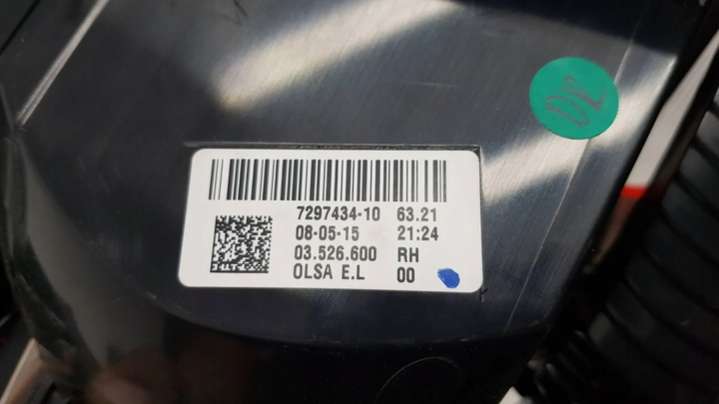 7297434-10 63.21
08-05-15 21:24
03.526.600 RH
OLSA E.L 00